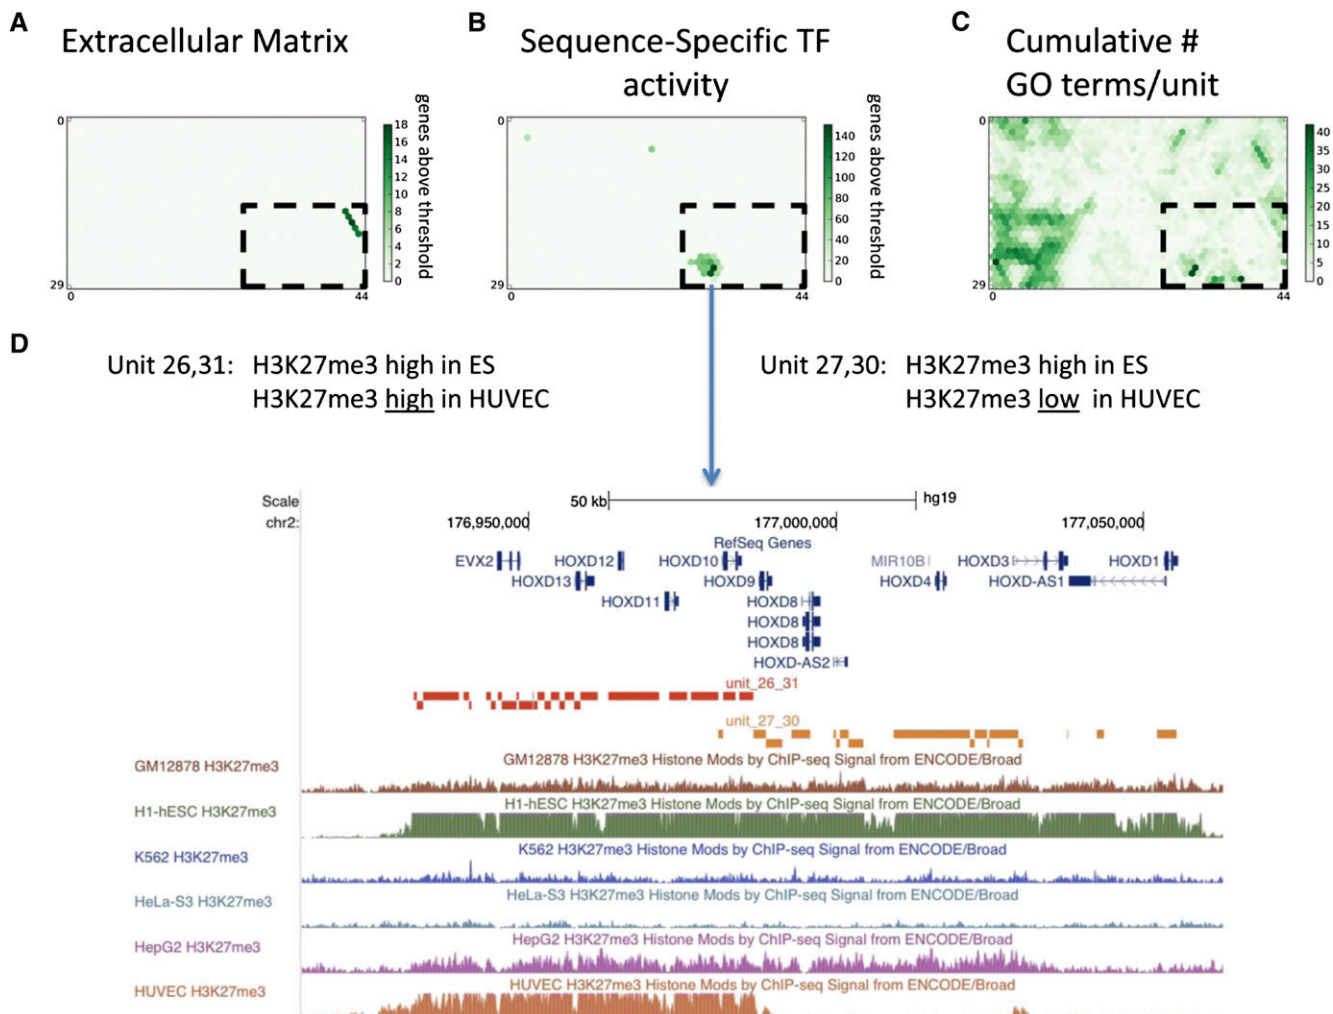 A
Extracellular Matrix
B
Sequence-Specific TF
activity
C
Cumulative #
GO terms/unit
0
29
0
44
18
16
14
12
10
8
6
4
2
0
genes above threshold
0
29
0
44
140
120
100
80
60
40
20
0
genes above threshold
0
29
0
44
40
35
30
25
20
15
10
5
0
D
Unit 26,31: H3K27me3 high in ES
H3K27me3 high in HUVEC
Unit 27,30: H3K27me3 high in ES
H3K27me3 low in HUVEC
Scale
50 kb
hg19
chr2:
176,950,000
177,000,000
177,050,000
RefSeq Genes
EVX2
HOXD12
HOXD10
MIR10B
HOXD3
HOXD1
HOXD13
HOXD9
HOXD4
HOXD-AS1
HOXD11
HOXD8
HOXD8
HOXD8
HOXD-AS2
unit_26_31
unit_27_30
GM12878 H3K27me3
GM12878 H3K27me3 Histone Mods by ChIP-seq Signal from ENCODE/Broad
H1-hESC H3K27me3
H1-hESC H3K27me3 Histone Mods by ChIP-seq Signal from ENCODE/Broad
K562 H3K27me3
K562 H3K27me3 Histone Mods by ChIP-seq Signal from ENCODE/Broad
HeLa-S3 H3K27me3
HeLa-S3 H3K27me3 Histone Mods by ChIP-seq Signal from ENCODE/Broad
HepG2 H3K27me3
HepG2 H3K27me3 Histone Mods by ChIP-seq Signal from ENCODE/Broad
HUVEC H3K27me3
HUVEC H3K27me3 Histone Mods by ChIP-seq Signal from ENCODE/Broad